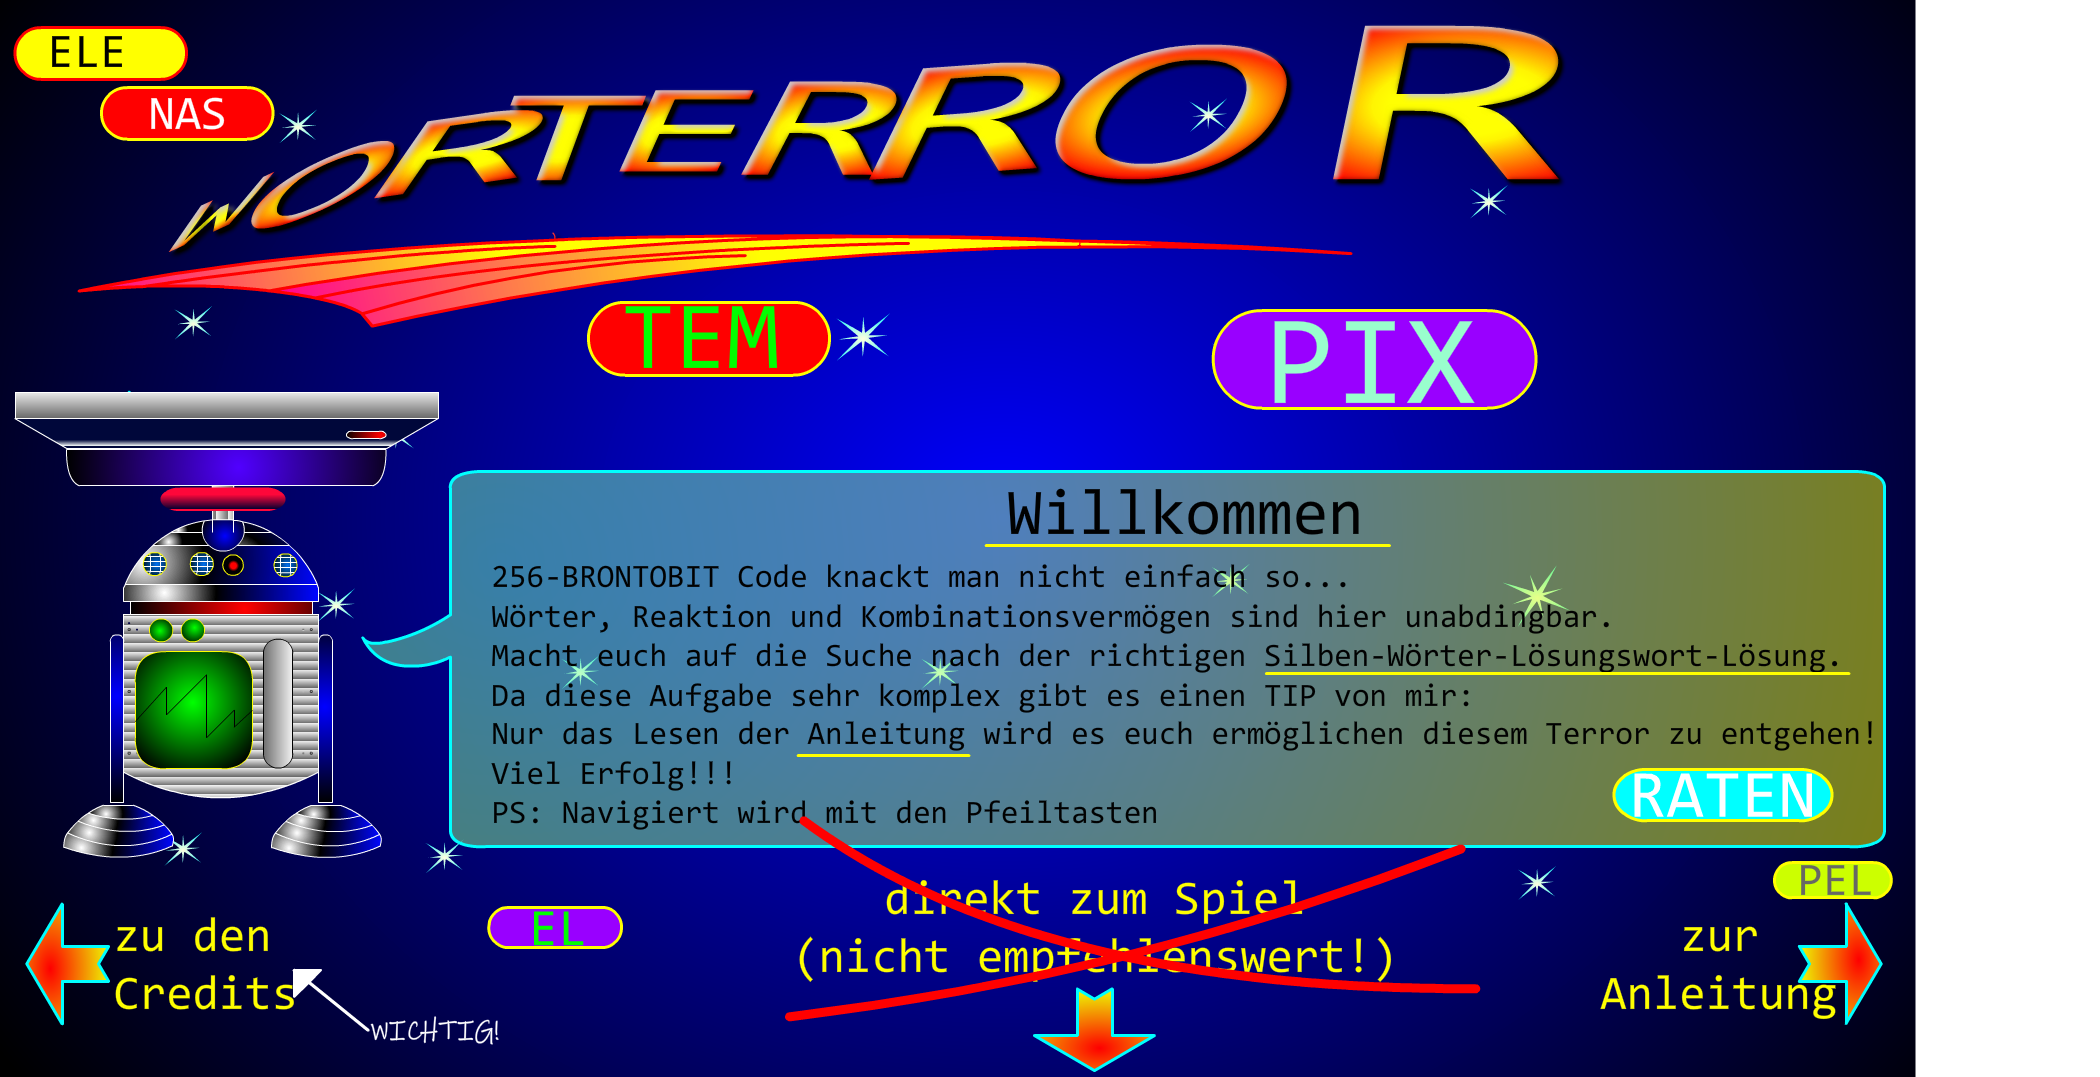 ELE
NAS
WORTERROR
TEM
PIX
Willkommen
256-BRONTOBIT Code knackt man nicht einfach so...
Wörter, Reaktion und Kombinationsvermögen sind hier unabdingbar.
Macht euch auf die Suche nach der richtigen Silben-Wörter-Lösungswort-Lösung.
Da diese Aufgabe sehr komplex gibt es einen TIP von mir:
Nur das Lesen der Anleitung wird es euch ermöglichen diesem Terror zu entgehen!
Viel Erfolg!!!
RATEN
PS: Navigiert wird mit den Pfeiltasten
PEL
EL
direkt zum Spiel
(nicht empfehlenswert!)
zu den
Credits
zur
Anleitung
WICHTIG!